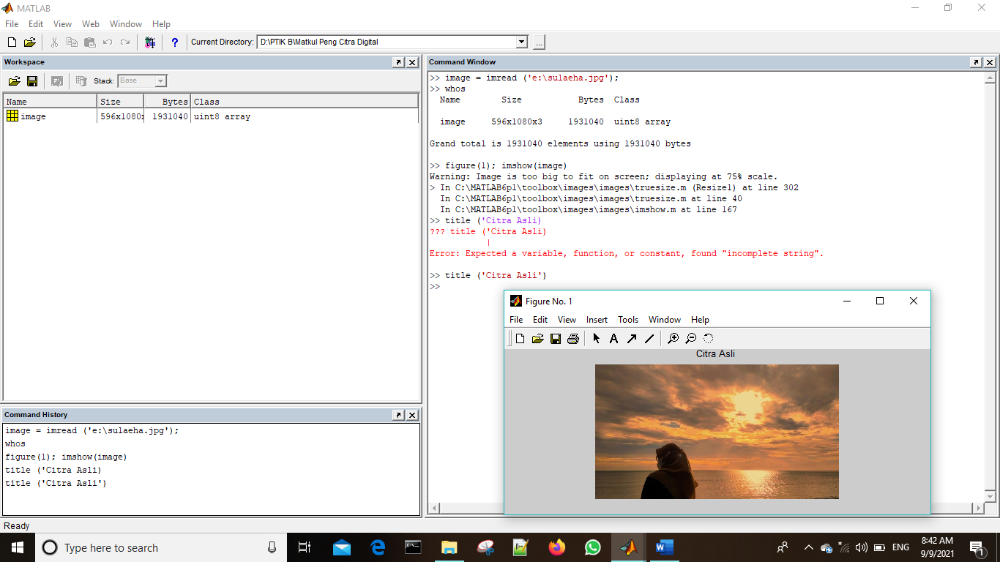 MATLAB
File Edit View Web Window Help
Current Directory: D:\PTIK B\Matkul Peng Citra Digital ...
Workspace
Stack: Base
Name Size Bytes Class
image 596x1080x 1931040 uint8 array
Command History
image = imread ('e:\sulaeha.jpg');
whos
figure(1); imshow(image)
title ('Citra Asli)
title ('Citra Asli')
Ready
Command Window
>> image = imread ('e:\sulaeha.jpg');
>> whos
Name Size Bytes Class
image 596x1080x3 1931040 uint8 array
Grand total is 1931040 elements using 1931040 bytes
>> figure(1); imshow(image)
Warning: Image is too big to fit on screen; displaying at 75% scale.
> In C:\MATLAB6p1\toolbox\images\images\truesize.m (Resize1) at line 302
In C:\MATLAB6p1\toolbox\images\images\truesize.m at line 40
In C:\MATLAB6p1\toolbox\images\images\imshow.m at line 167
>> title ('Citra Asli)
??? title ('Citra Asli)
|
Error: Expected a variable, function, or constant, found "incomplete string".
>> title ('Citra Asli')
>>
Figure No. 1
File Edit View Insert Tools Window Help
A
Citra Asli
Type here to search
ENG
8:42 AM
9/9/2021
1